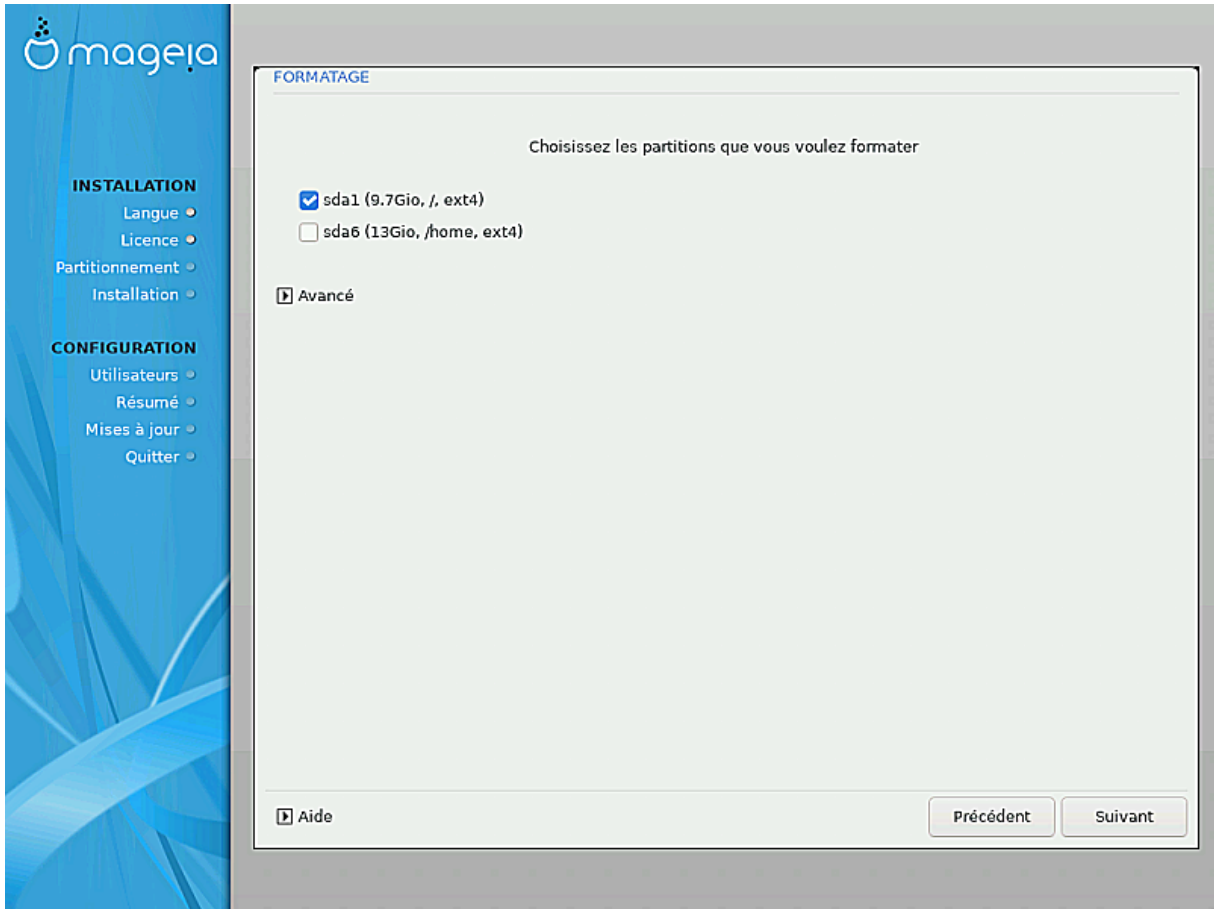 mageia
INSTALLATION
Langue
Licence
Partitionnement
Installation
CONFIGURATION
Utilisateurs
Résumé
Mises à jour
Quitter
FORMATAGE
Choisissez les partitions que vous voulez formater
sda1 (9.7Gio, /, ext4)
sda6 (13Gio, /home, ext4)
Avancé
Aide
Précédent
Suivant